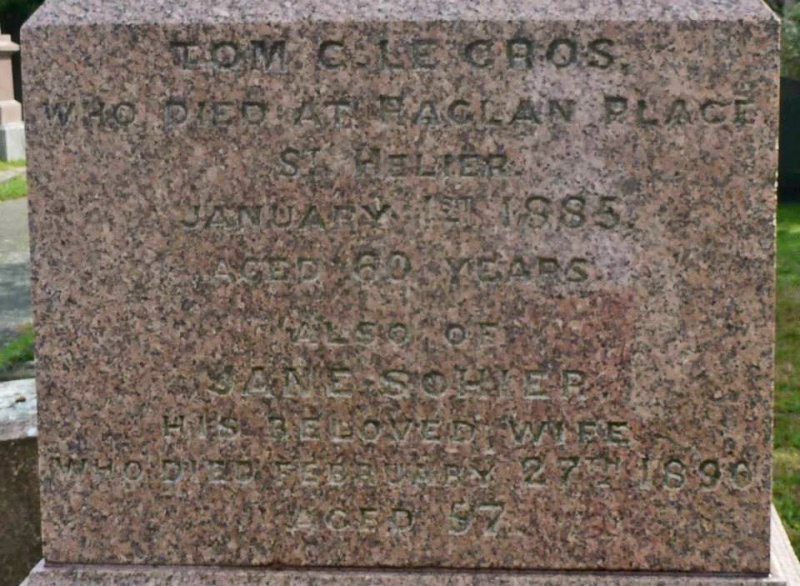 TOM C. LE GROS.
WHO DIED AT RAGLAN PLACE
ST HELIER.
JANUARY 1ST 1885.
AGED 60 YEARS.
ALSO OF
JANE SOHIER
HIS BELOVED WIFE
WHO DIED FEBRUARY 27TH 1890
AGED 57